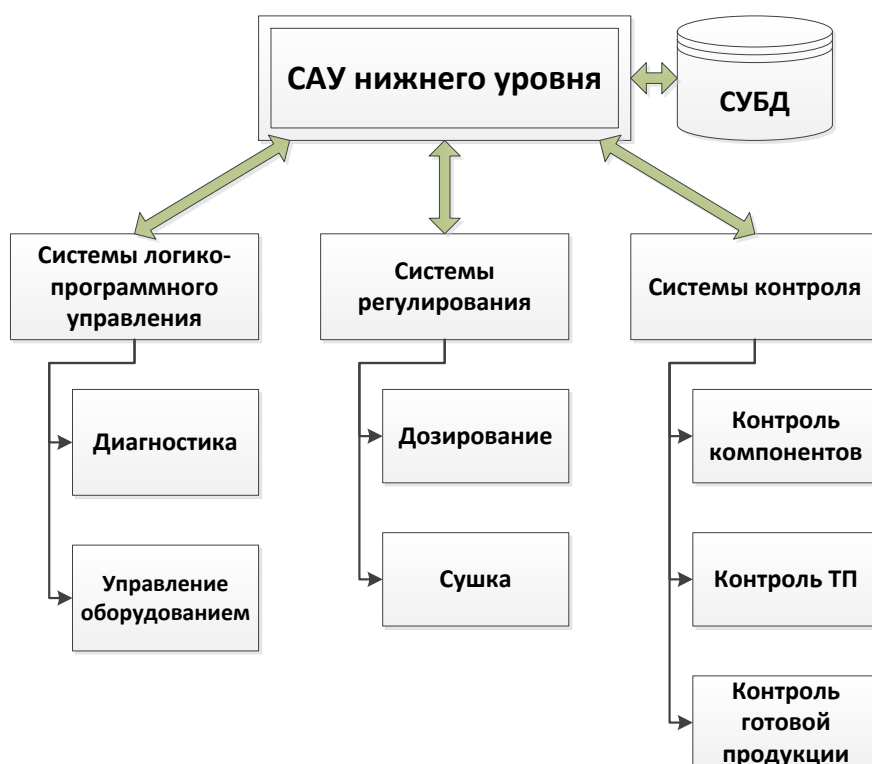 САУ нижнего уровня
СУБД
Системы логико-
программного
управления
Системы
регулирования
Системы контроля
Диагностика
Дозирование
Контроль
компонентов
Управление
оборудованием
Сушка
Контроль ТП
Контроль
готовой
продукции